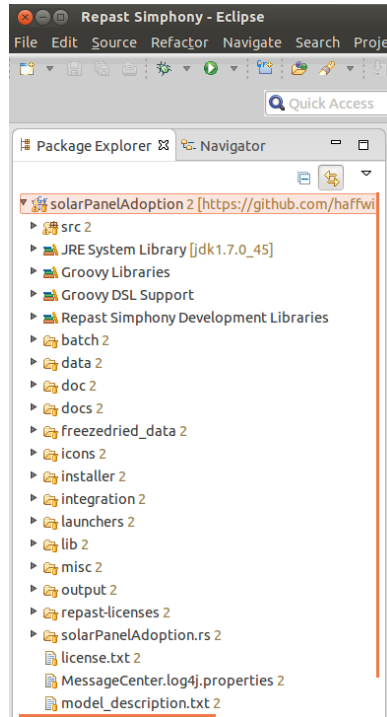 Repast Simphony - Eclipse
File Edit Source Refactor Navigate Search Proje
Quick Access
Package Explorer Navigator
solarPanelAdoption 2 [https://github.com/haffwi
src 2
JRE System Library [jdk1.7.0_45]
Groovy Libraries
Groovy DSL Support
Repast Simphony Development Libraries
batch 2
data 2
doc 2
docs 2
freezedried_data 2
icons 2
installer 2
integration 2
launchers 2
lib 2
misc 2
output 2
repast-licenses 2
solarPanelAdoption.rs 2
license.txt 2
MessageCenter.log4j.properties 2
model_description.txt 2